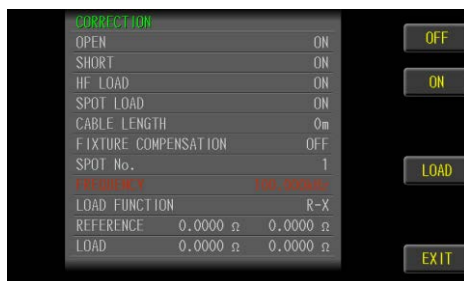 CORRECTION
OPEN ON
SHORT ON
HF LOAD ON
SPOT LOAD ON
CABLE LENGTH 0m
FIXTURE COMPENSATION OFF
SPOT No. 1
FREQUENCY
LOAD FUNCTION R-X
REFERENCE 0.0000 Ω 0.0000 Ω
LOAD 0.0000 Ω 0.0000 Ω
OFF
ON
LOAD
EXIT